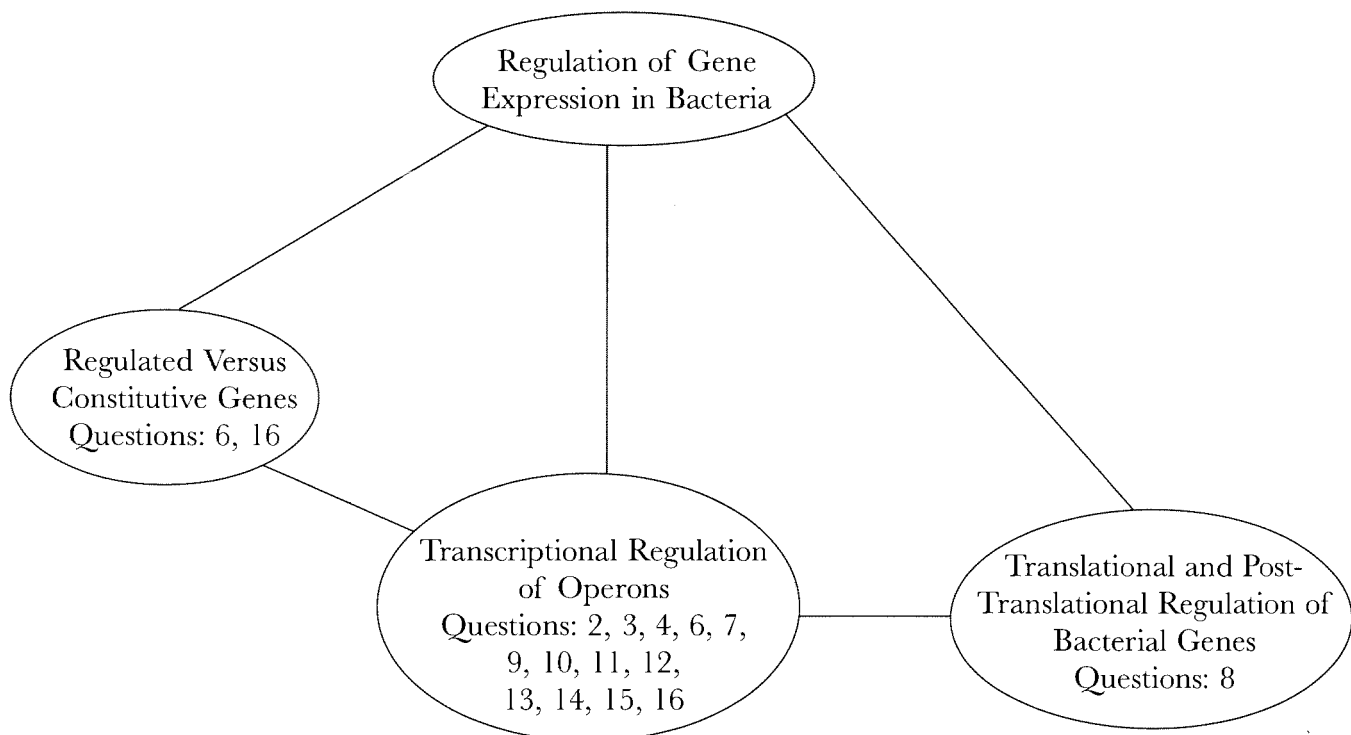 Regulation of Gene
Expression in Bacteria
Regulated Versus
Constitutive Genes
Questions: 6, 16
Transcriptional Regulation
of Operons
Questions: 2, 3, 4, 6, 7,
9, 10, 11, 12,
13, 14, 15, 16
Translational and Post-
Translational Regulation of
Bacterial Genes
Questions: 8